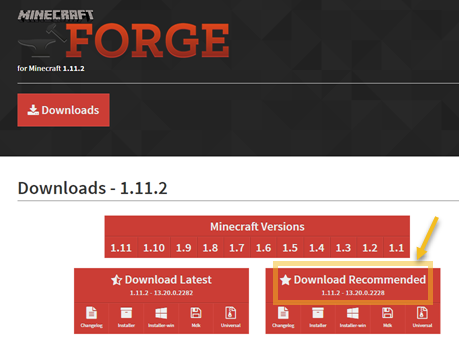 MINECRAFT
FORGE
for Minecraft 1.11.2
Downloads
Downloads - 1.11.2
Minecraft Versions
1.11 1.10 1.9 1.8 1.7 1.6 1.5 1.4 1.3 1.2 1.1
Download Latest
1.11.2 - 13.20.0.2282
Changelog Installer Installer-win Mdk Universal
Download Recommended
1.11.2 - 13.20.0.2228
Changelog Installer Installer-win Mdk Universal